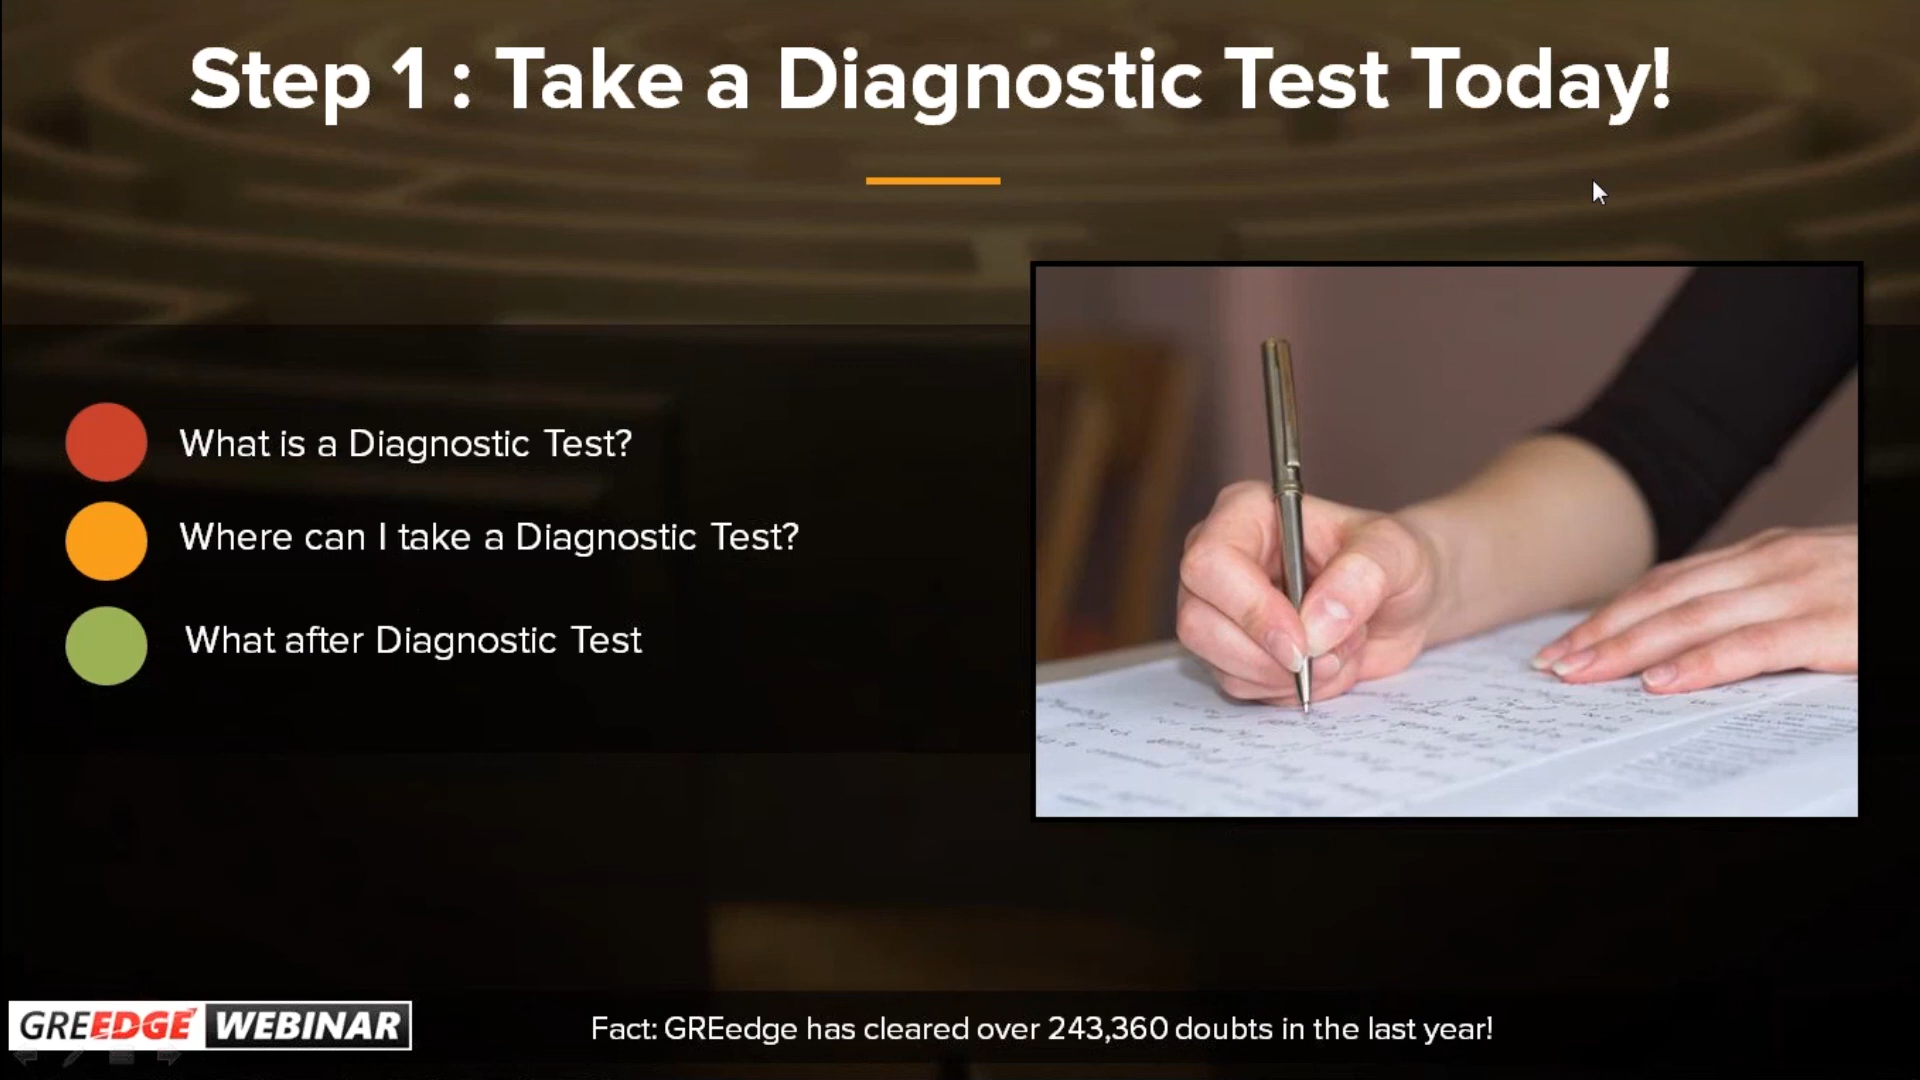 Step 1 : Take a Diagnostic Test Today!
What is a Diagnostic Test?
Where can I take a Diagnostic Test?
What after Diagnostic Test
GREEDGE WEBINAR
Fact: GREedge has cleared over 243,360 doubts in the last year!